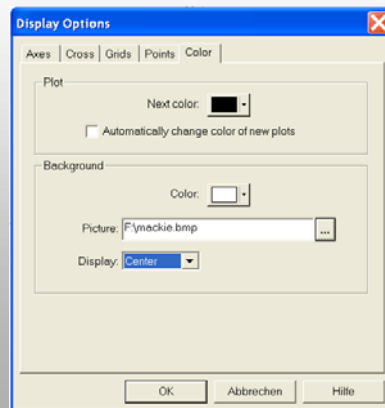 Display Options
Axes Cross Grids Points Color
Plot
Next color:
Automatically change color of new plots
Background
Color:
Picture: F:\mackie.bmp ...
Display: Center
OK Abbrechen Hilfe